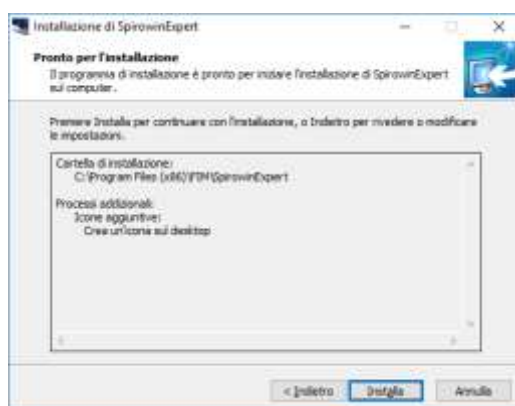 Installazione di SpirowinExpert
Pronto per l'installazione
Il programma di installazione è pronto per iniziare l'installazione di SpirowinExpert
sul computer.
Premere Installa per continuare con l'installazione, o Indietro per rivedere o modificare
le impostazioni.
Cartella di installazione:
C:\Program Files (x86)\FIM\SpirowinExpert
Processi addizionali:
Icone aggiuntive:
Crea un'icona sul desktop
< Indietro
Installa
Annulla